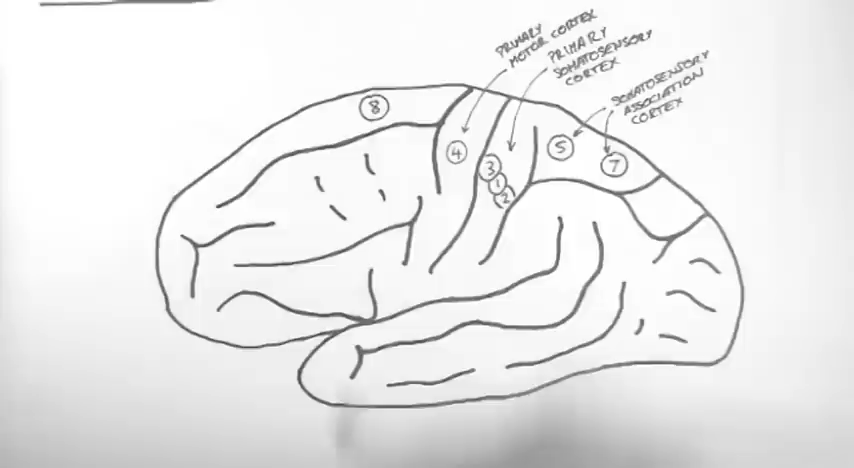 PRIMARY
MOTOR CORTEX
PRIMARY
SOMATOSENSORY
CORTEX
SOMATOSENSORY
ASSOCIATION
CORTEX
8
4
3
1
2
5
7